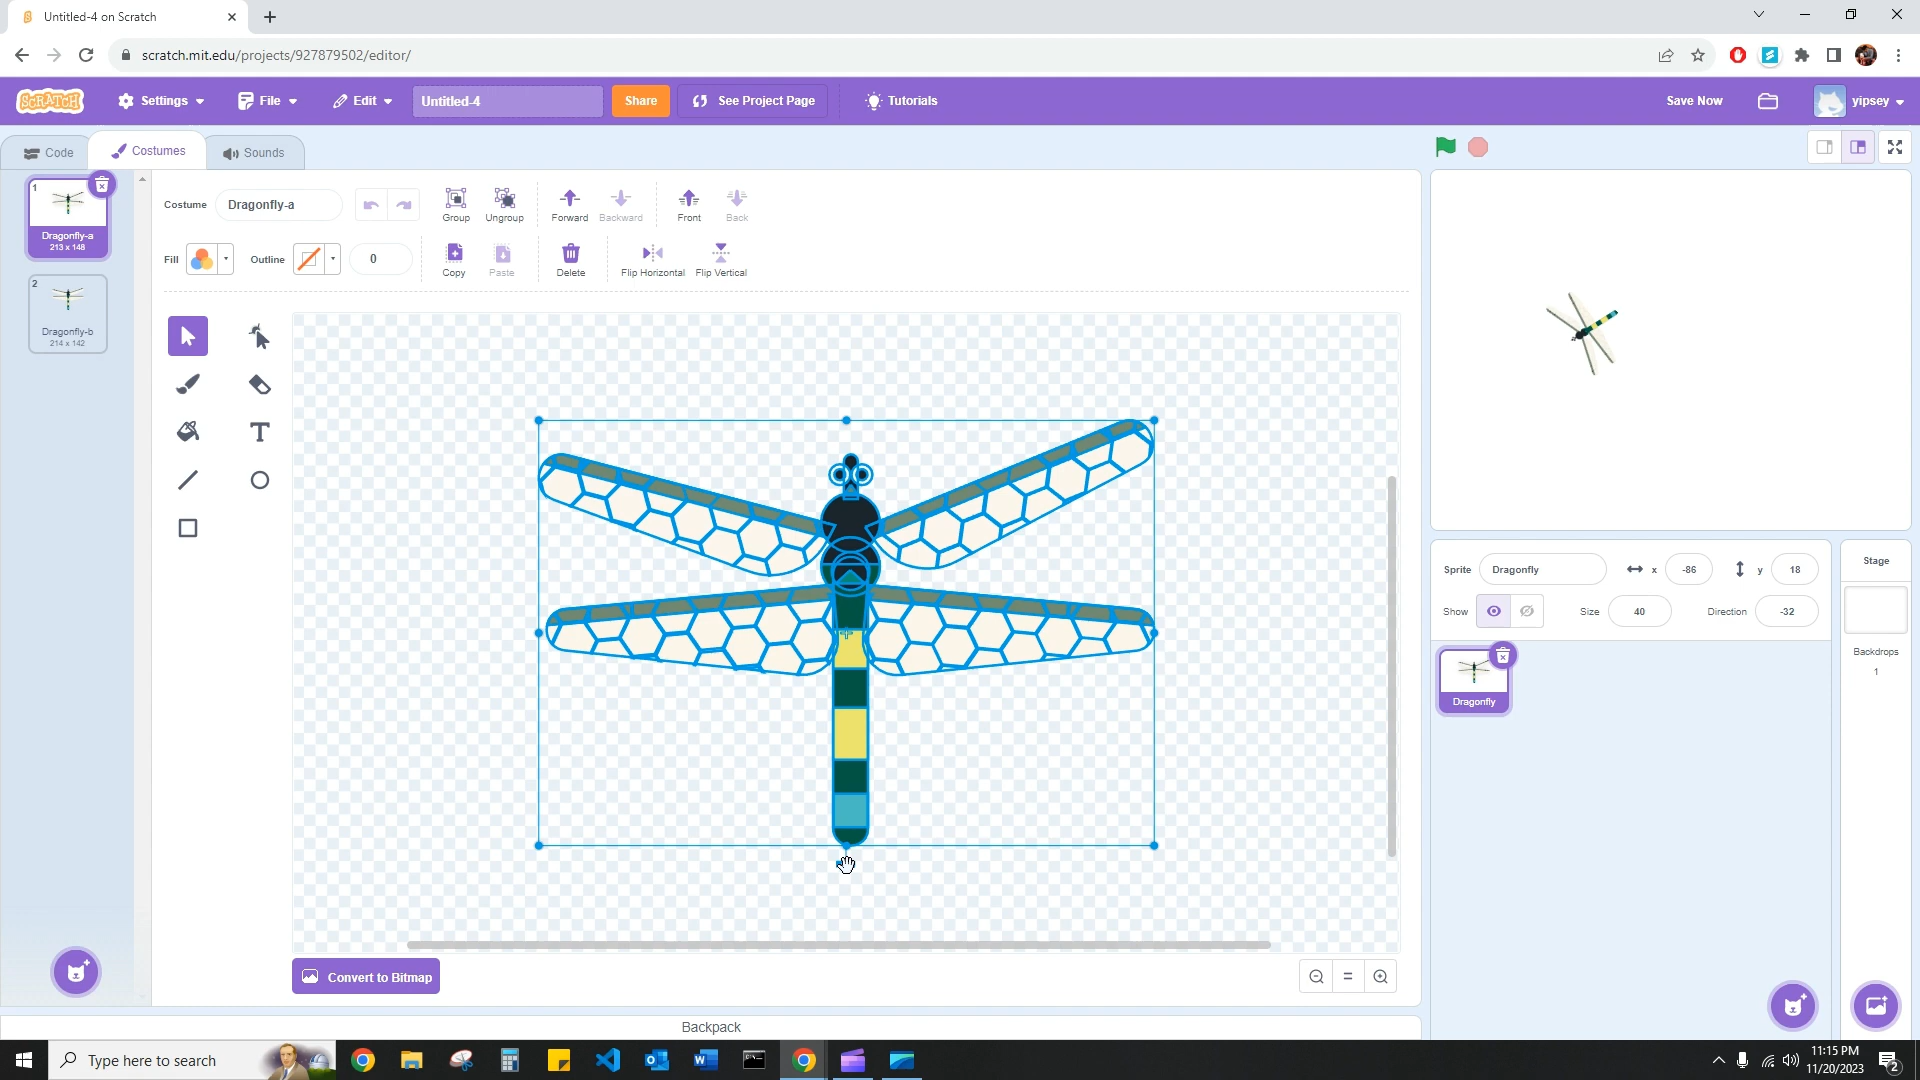 Untitled-4 on Scratch
scratch.mit.edu/projects/927879502/editor/
SCRATCH Settings File Edit Untitled-4 Share See Project Page Tutorials Save Now yipsey
Code Costumes Sounds
1
Dragonfly-a
213 x 148
2
Dragonfly-b
214 x 142
Costume Dragonfly-a
Group Ungroup Forward Backward Front Back
Fill Outline 0
Copy Paste Delete Flip Horizontal Flip Vertical
T
Convert to Bitmap
Backpack
Sprite Dragonfly x -86 y 18
Show Size 40 Direction -32
Dragonfly
Stage
Backdrops
1
Type here to search
11:15 PM
11/20/2023
2